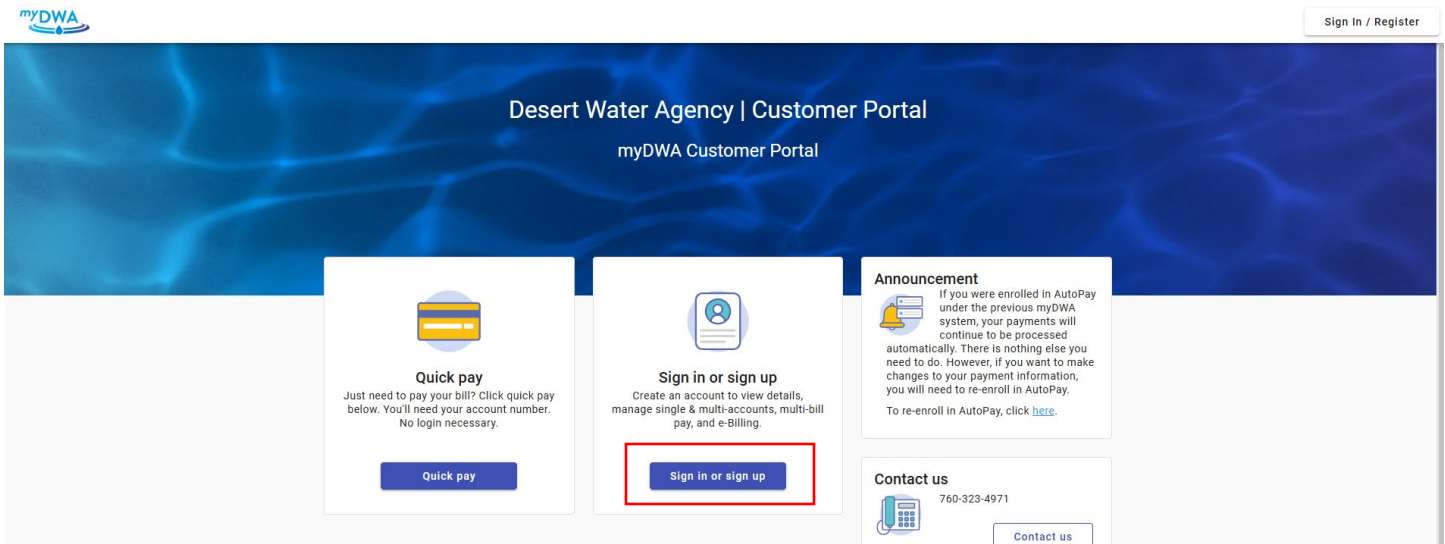 myDWA
Sign In / Register
Desert Water Agency | Customer Portal
myDWA Customer Portal
Quick pay
Just need to pay your bill? Click quick pay
below. You'll need your account number.
No login necessary.
Quick pay
Sign in or sign up
Create an account to view details,
manage single & multi-accounts, multi-bill
pay, and e-Billing.
Sign in or sign up
Announcement
If you were enrolled in AutoPay
under the previous myDWA
system, your payments will
continue to be processed
automatically. There is nothing else you
need to do. However, if you want to make
changes to your payment information,
you will need to re-enroll in AutoPay.
To re-enroll in AutoPay, click here.
Contact us
760-323-4971
Contact us